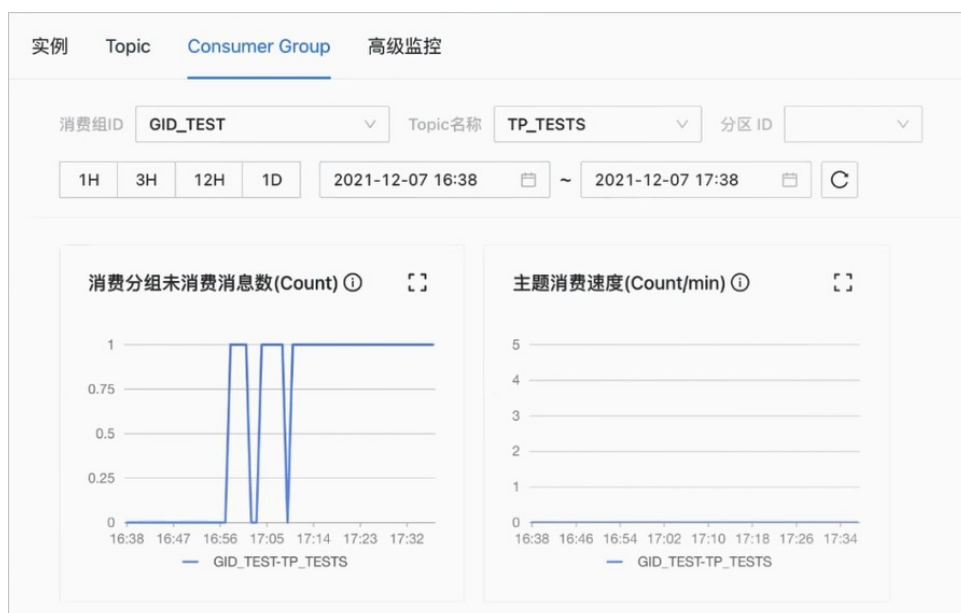 实例 Topic Consumer Group 高级监控
消费组ID GID_TEST Topic名称 TP_TESTS 分区 ID
1H 3H 12H 1D 2021-12-07 16:38 ~ 2021-12-07 17:38
消费分组未消费消息数(Count)
1
0.75
0.5
0.25
0
16:38 16:47 16:56 17:05 17:14 17:23 17:32
GID_TEST-TP_TESTS
主题消费速度(Count/min)
5
4
3
2
1
0
16:38 16:46 16:54 17:02 17:10 17:18 17:26 17:34
GID_TEST-TP_TESTS